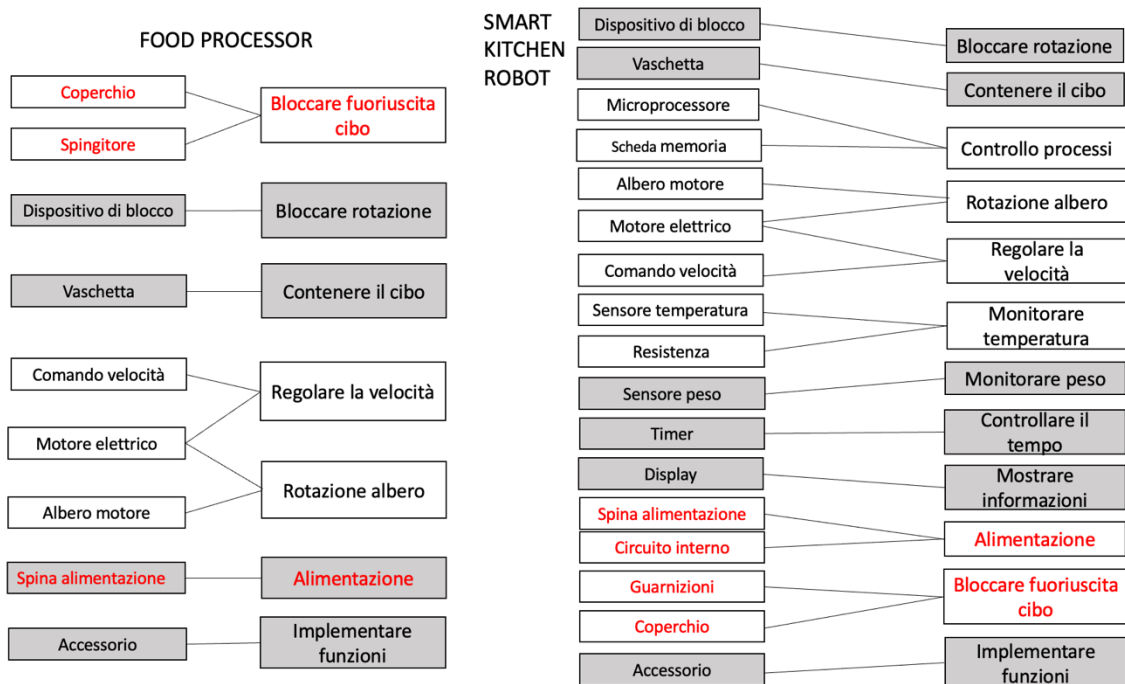 FOOD PROCESSOR
Coperchio
Spingitore
Bloccare fuoriuscita
cibo
Dispositivo di blocco
Bloccare rotazione
Vaschetta
Contenere il cibo
Comando velocità
Regolare la velocità
Motore elettrico
Albero motore
Rotazione albero
Spina alimentazione
Alimentazione
Accessorio
Implementare
funzioni
SMART
KITCHEN
ROBOT
Dispositivo di blocco
Bloccare rotazione
Vaschetta
Contenere il cibo
Microprocessore
Scheda memoria
Controllo processi
Albero motore
Rotazione albero
Motore elettrico
Comando velocità
Regolare la
velocità
Sensore temperatura
Resistenza
Monitorare
temperatura
Sensore peso
Monitorare peso
Timer
Controllare il
tempo
Display
Mostrare
informazioni
Spina alimentazione
Circuito interno
Alimentazione
Guarnizioni
Coperchio
Bloccare fuoriuscita
cibo
Accessorio
Implementare
funzioni